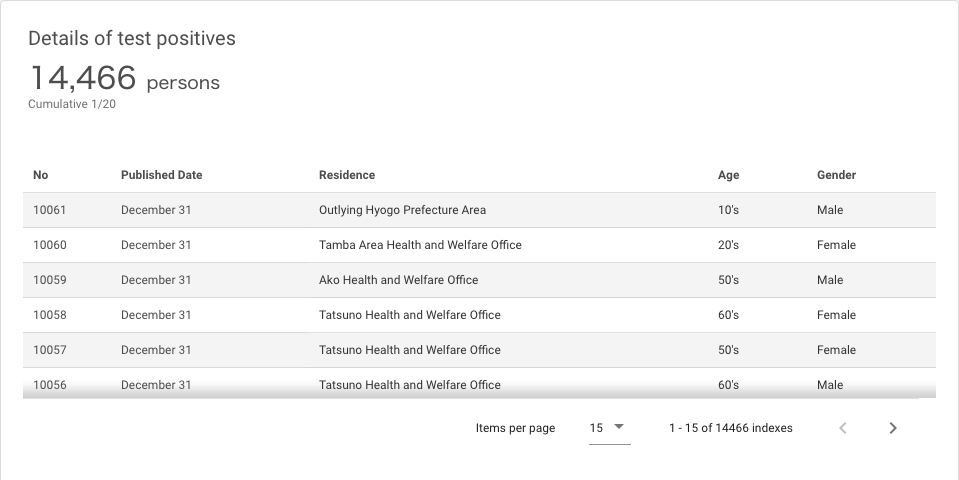 Details of test positives
14,466 persons
Cumulative 1/20
No Published Date Residence Age Gender
10061 December 31 Outlying Hyogo Prefecture Area 10's Male
10060 December 31 Tamba Area Health and Welfare Office 20's Female
10059 December 31 Ako Health and Welfare Office 50's Male
10058 December 31 Tatsuno Health and Welfare Office 60's Female
10057 December 31 Tatsuno Health and Welfare Office 50's Female
10056 December 31 Tatsuno Health and Welfare Office 60's Male
Items per page 15 1 - 15 of 14466 indexes